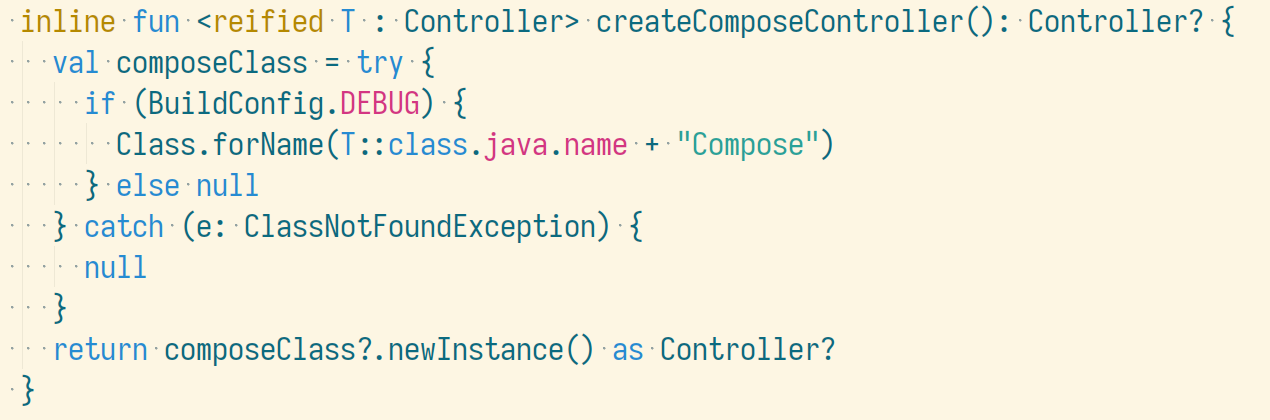 inline fun <reified T : Controller> createComposeController(): Controller? {
  val composeClass = try {
    if (BuildConfig.DEBUG) {
      Class.forName(T::class.java.name + "Compose")
    } else null
  } catch (e: ClassNotFoundException) {
    null
  }
  return composeClass?.newInstance() as Controller?
}